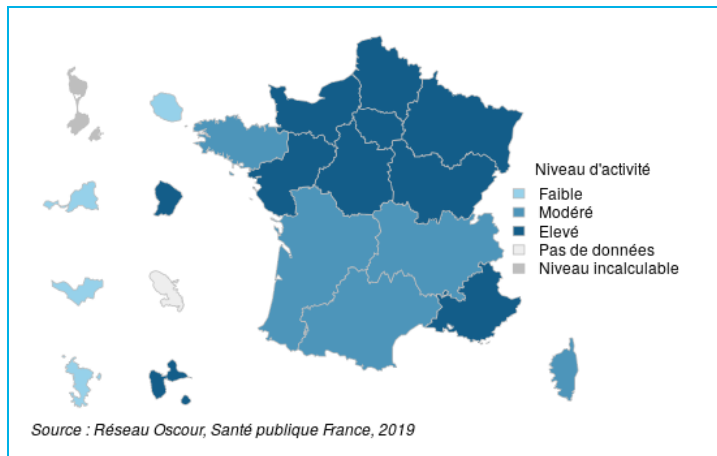 Niveau d'activité
Faible
Modéré
Elevé
Pas de données
Niveau incalculable
Source : Réseau Oscour, Santé publique France, 2019